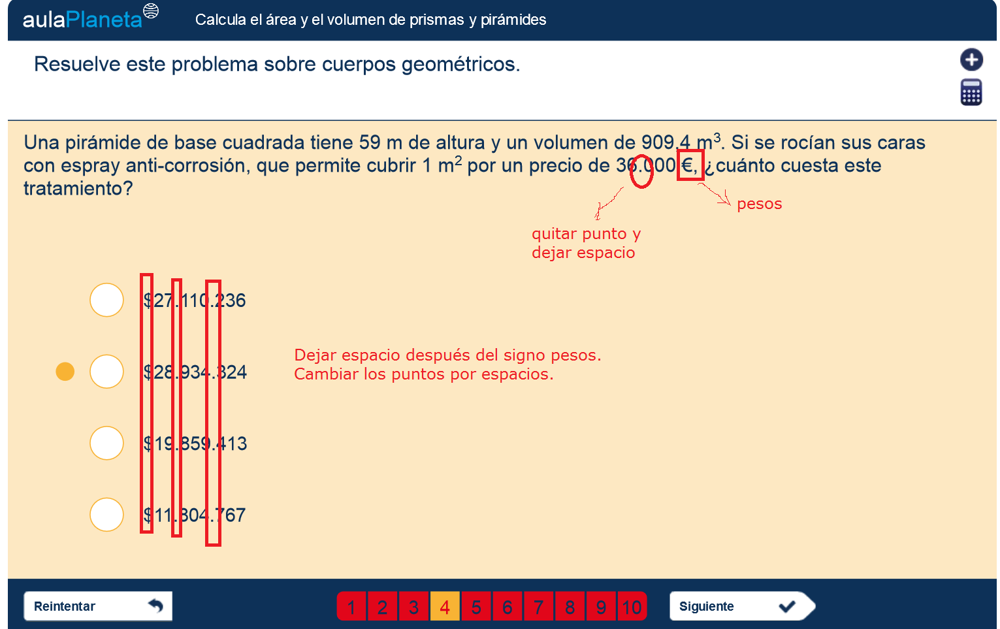 aulaPlaneta
Calcula el área y el volumen de prismas y pirámides
Resuelve este problema sobre cuerpos geométricos.
Una pirámide de base cuadrada tiene 59 m de altura y un volumen de 909.4 m³. Si se rocían sus caras
con espray anti-corrosión, que permite cubrir 1 m² por un precio de 36.000 €, ¿cuánto cuesta este
tratamiento?
pesos
quitar punto y
dejar espacio
$27.110.236
$28.934.324
Dejar espacio después del signo pesos.
Cambiar los puntos por espacios.
$19.859.413
$11.804.767
Reintentar
1 2 3 4 5 6 7 8 9 10
Siguiente